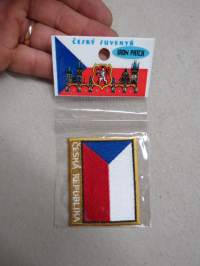 ČESKÝ SUVENÝR
IRON PATCH
ČESKÁ REPUBLIKA